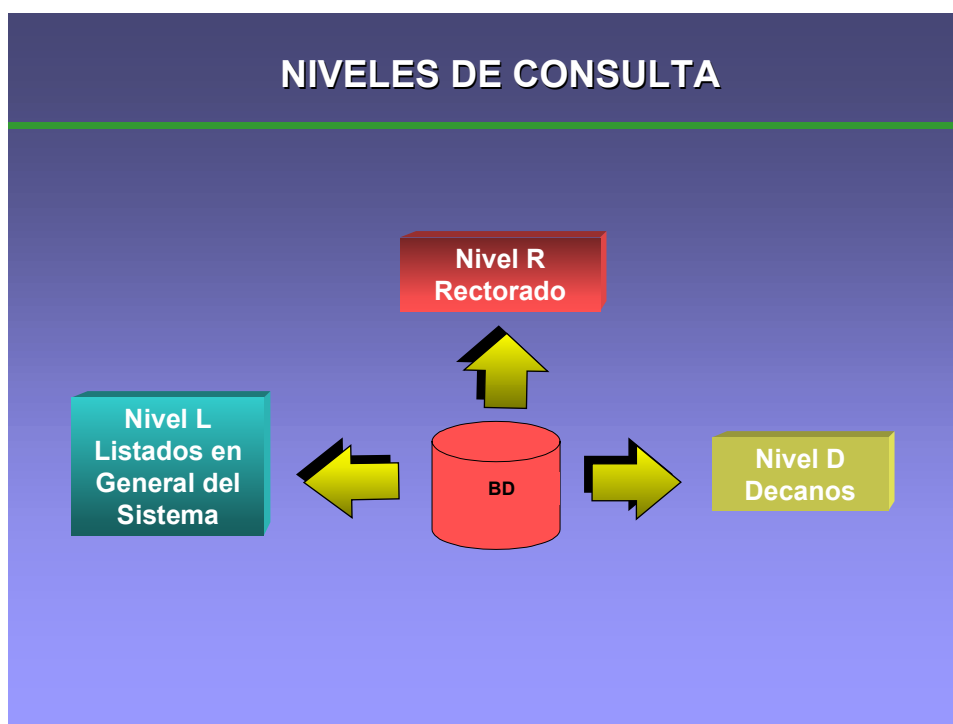 NIVELES DE CONSULTA
Nivel R
Rectorado
Nivel L
Listados en
General del
Sistema
BD
Nivel D
Decanos